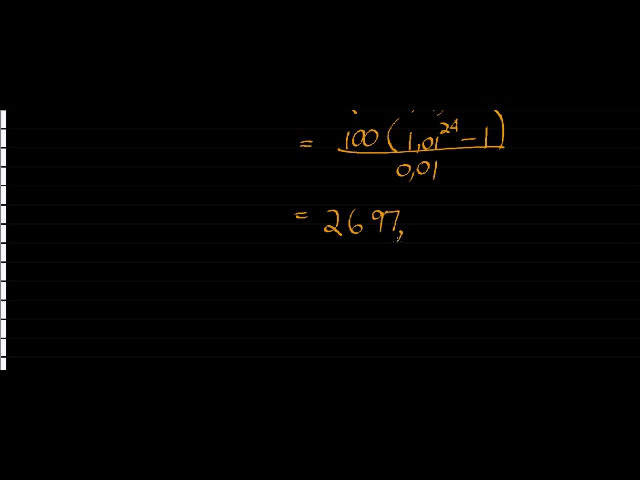 = 100(1,01^24 - 1)
0,01
= 2697,